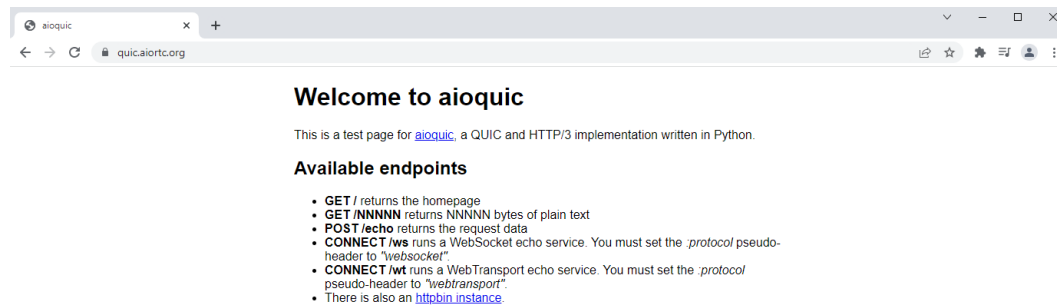 aioquic
quic.aiortc.org
Welcome to aioquic
This is a test page for aioquic, a QUIC and HTTP/3 implementation written in Python.
Available endpoints
GET / returns the homepage
GET /NNNNN returns NNNNN bytes of plain text
POST /echo returns the request data
CONNECT /ws runs a WebSocket echo service. You must set the :protocol pseudo-
header to "websocket".
CONNECT /wt runs a WebTransport echo service. You must set the :protocol
pseudo-header to "webtransport".
There is also an httpbin instance.